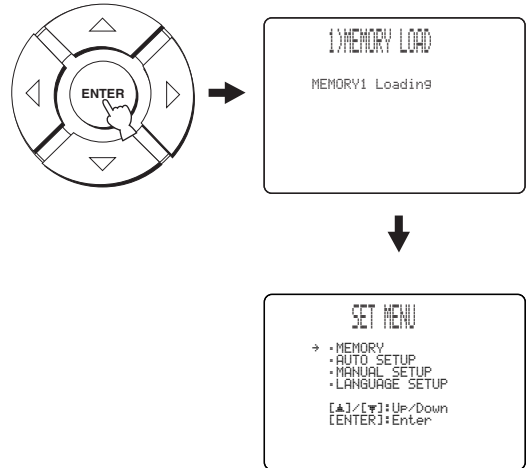 ENTER
1)MEMORY LOAD
MEMORY1 Loading
SET MENU
→ ･MEMORY
･AUTO SETUP
･MANUAL SETUP
･LANGUAGE SETUP
[▲]/[▼]:Up/Down
[ENTER]:Enter